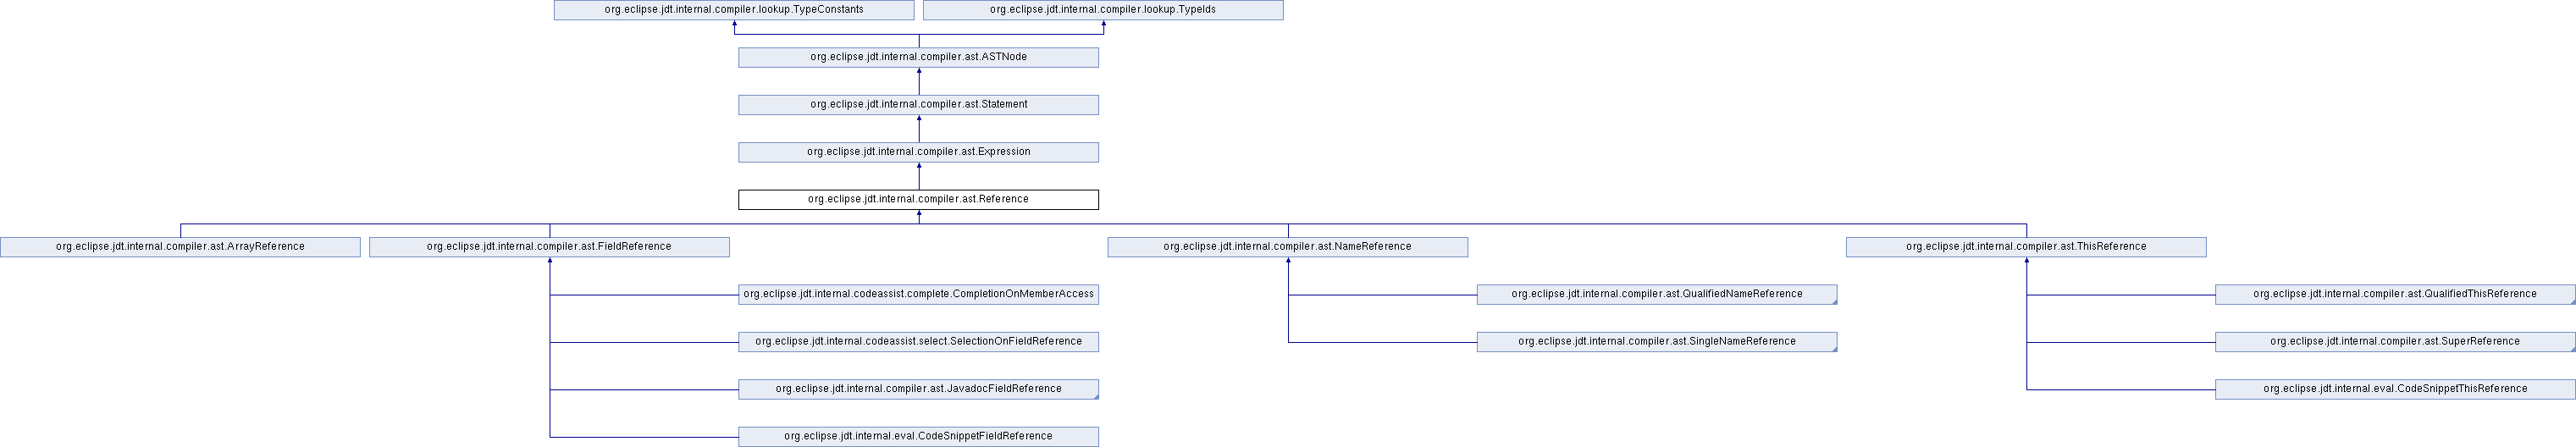 org.eclipse.jdt.internal.compiler.lookup.TypeConstants
org.eclipse.jdt.internal.compiler.lookup.TypeIds
org.eclipse.jdt.internal.compiler.ast.ASTNode
org.eclipse.jdt.internal.compiler.ast.Statement
org.eclipse.jdt.internal.compiler.ast.Expression
org.eclipse.jdt.internal.compiler.ast.Reference
org.eclipse.jdt.internal.compiler.ast.ArrayReference
org.eclipse.jdt.internal.compiler.ast.FieldReference
org.eclipse.jdt.internal.compiler.ast.NameReference
org.eclipse.jdt.internal.compiler.ast.ThisReference
org.eclipse.jdt.internal.codeassist.complete.CompletionOnMemberAccess
org.eclipse.jdt.internal.compiler.ast.QualifiedNameReference
org.eclipse.jdt.internal.compiler.ast.QualifiedThisReference
org.eclipse.jdt.internal.codeassist.select.SelectionOnFieldReference
org.eclipse.jdt.internal.compiler.ast.SingleNameReference
org.eclipse.jdt.internal.compiler.ast.SuperReference
org.eclipse.jdt.internal.compiler.ast.JavadocFieldReference
org.eclipse.jdt.internal.eval.CodeSnippetThisReference
org.eclipse.jdt.internal.eval.CodeSnippetFieldReference